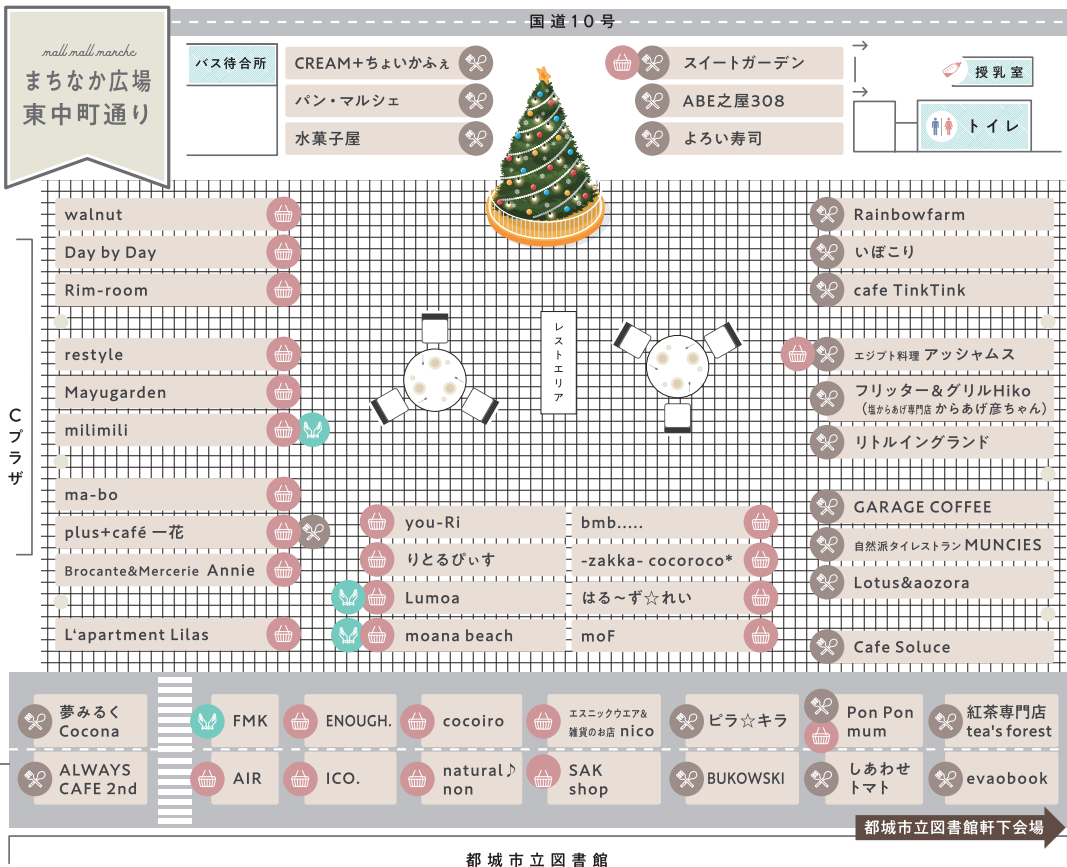 国道10号
mall mall marche
まちなか広場
東中町通り
バス待合所
CREAM+ちょいかふぇ
パン・マルシェ
水菓子屋
スイートガーデン
ABE之屋308
よろい寿司
授乳室
トイレ
Cプラザ
walnut
Day by Day
Rim-room
restyle
Mayugarden
milimili
ma-bo
plus+café 一花
Brocante&Mercerie Annie
L‘apartment Lilas
レストエリア
you-Ri
りとるぴぃす
Lumoa
moana beach
bmb.....
-zakka- cocoroco*
はる～ず☆れい
moF
Rainbowfarm
いぼこり
cafe TinkTink
エジプト料理 アッシャムス
フリッター＆グリルHiko
（塩からあげ専門店 からあげ彦ちゃん）
リトルイングランド
GARAGE COFFEE
自然派タイレストラン MUNCIES
Lotus&aozora
Cafe Soluce
夢みるく
Cocona
FMK
ENOUGH.
cocoiro
エスニックウエア&
雑貨のお店 nico
ピラ☆キラ
Pon Pon
mum
紅茶専門店
tea's forest
ALWAYS
CAFE 2nd
AIR
ICO.
natural♪
non
SAK
shop
BUKOWSKI
しあわせ
トマト
evaobook
都城市立図書館軒下会場
都城市立図書館